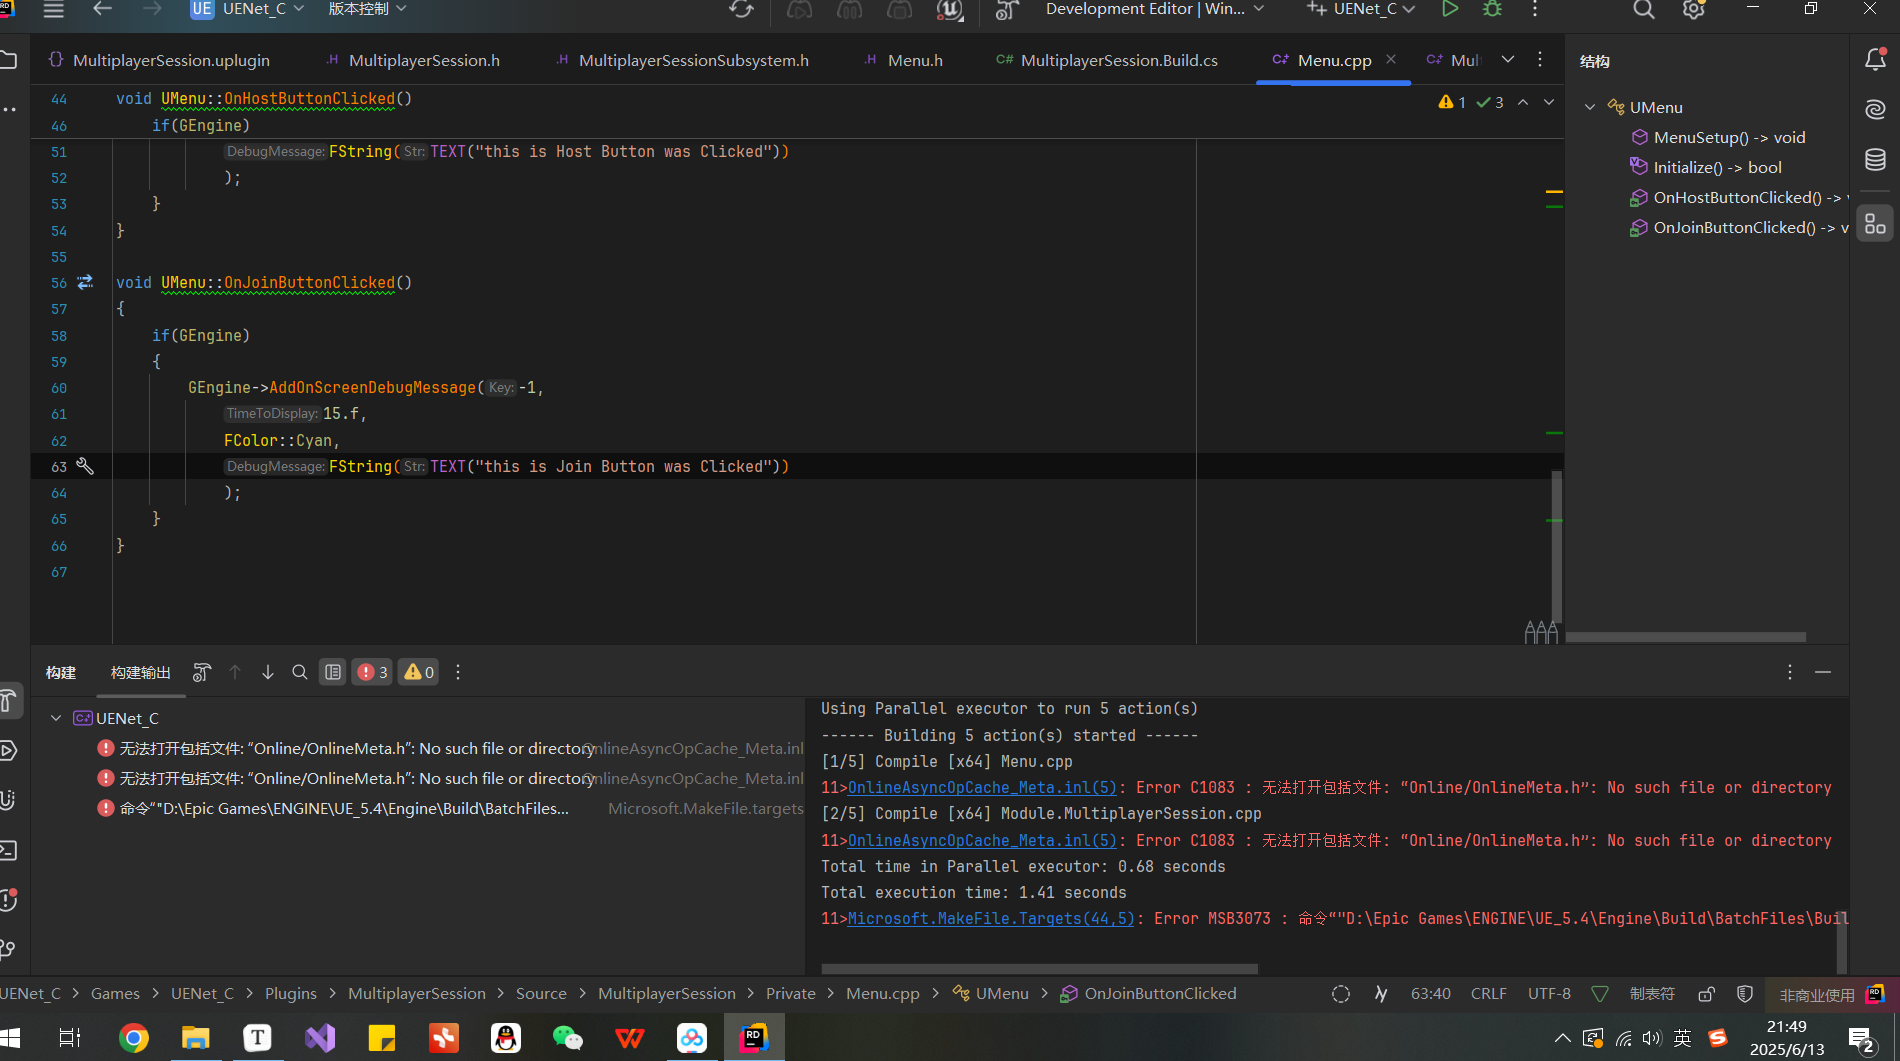 UE UENet_C 版本控制 Development Editor | Win... UENet_C
MultiplayerSession.uplugin .H MultiplayerSession.h .H MultiplayerSessionSubsystem.h .H Menu.h C# MultiplayerSession.Build.cs Menu.cpp Mul
44 void UMenu::OnHostButtonClicked()
1 3
46 if(GEngine)
51 DebugMessage: FString( Str: TEXT("this is Host Button was Clicked"))
52 );
53 }
54 }
55
56 void UMenu::OnJoinButtonClicked()
57 {
58 if(GEngine)
59 {
60 GEngine->AddOnScreenDebugMessage( Key: -1,
61 TimeToDisplay: 15.f,
62 FColor::Cyan,
63 DebugMessage: FString( Str: TEXT("this is Join Button was Clicked"))
64 );
65 }
66 }
67
结构
UMenu
MenuSetup() -> void
Initialize() -> bool
OnHostButtonClicked() -> v
OnJoinButtonClicked() -> v
构建 构建输出 3 0
UENet_C
无法打开包括文件: “Online/OnlineMeta.h”: No such file or directory OnlineAsyncOpCache_Meta.inl
无法打开包括文件: “Online/OnlineMeta.h”: No such file or directory OnlineAsyncOpCache_Meta.inl
命令“"D:\Epic Games\ENGINE\UE_5.4\Engine\Build\BatchFiles... Microsoft.MakeFile.targets
Using Parallel executor to run 5 action(s)
------ Building 5 action(s) started ------
[1/5] Compile [x64] Menu.cpp
11>OnlineAsyncOpCache_Meta.inl(5): Error C1083 : 无法打开包括文件: “Online/OnlineMeta.h”: No such file or directory
[2/5] Compile [x64] Module.MultiplayerSession.cpp
11>OnlineAsyncOpCache_Meta.inl(5): Error C1083 : 无法打开包括文件: “Online/OnlineMeta.h”: No such file or directory
Total time in Parallel executor: 0.68 seconds
Total execution time: 1.41 seconds
11>Microsoft.MakeFile.Targets(44,5): Error MSB3073 : 命令“"D:\Epic Games\ENGINE\UE_5.4\Engine\Build\BatchFiles\Buil
UENet_C > Games > UENet_C > Plugins > MultiplayerSession > Source > MultiplayerSession > Private > Menu.cpp > UMenu > OnJoinButtonClicked 63:40 CRLF UTF-8 制表符 非商业使用 RD
T RD 英 21:49
2025/6/13 2